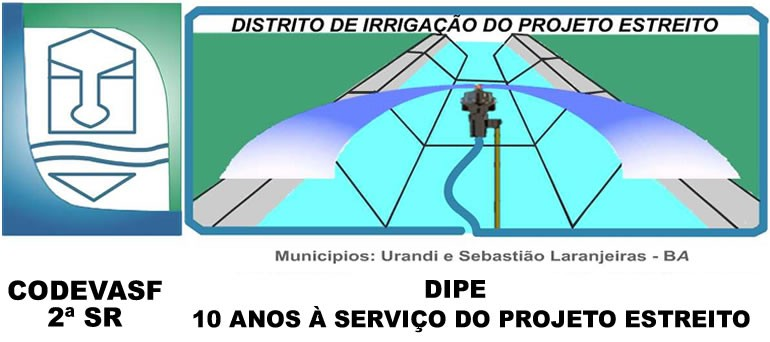 DISTRITO DE IRRIGAÇÃO DO PROJETO ESTREITO
Municipios: Urandi e Sebastião Laranjeiras - BA
CODEVASF
2ª SR
DIPE
10 ANOS À SERVIÇO DO PROJETO ESTREITO